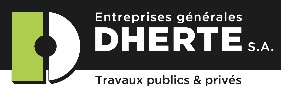 Entreprises générales
DHERTE S.A.
Travaux publics & privés